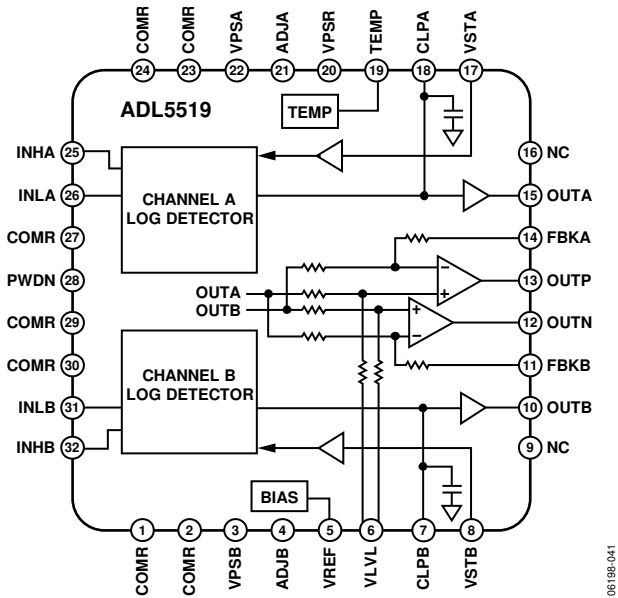 COMR
COMR
VPSA
ADJA
VPSR
TEMP
CLPA
VSTA
24
23
22
21
20
19
18
17
ADL5519
TEMP
INHA 25
16 NC
INLA 26
CHANNEL A
LOG DETECTOR
15 OUTA
COMR 27
14 FBKA
PWDN 28
OUTA
OUTB
–
+
13 OUTP
COMR 29
+
–
12 OUTN
COMR 30
11 FBKB
CHANNEL B
LOG DETECTOR
INLB 31
10 OUTB
INHB 32
9 NC
BIAS
1
2
3
4
5
6
7
8
COMR
COMR
VPSB
ADJB
VREF
VLVL
CLPB
VSTB
06198-041